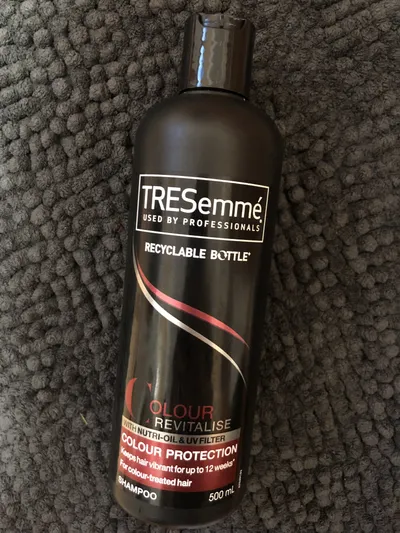 TRESemmé
USED BY PROFESSIONALS
RECYCLABLE BOTTLE*
COLOUR
REVITALISE
WITH NUTRI-OIL & UV FILTER
COLOUR PROTECTION
Keeps hair vibrant for up to 12 weeks*
For colour-treated hair
SHAMPOO 500 mL